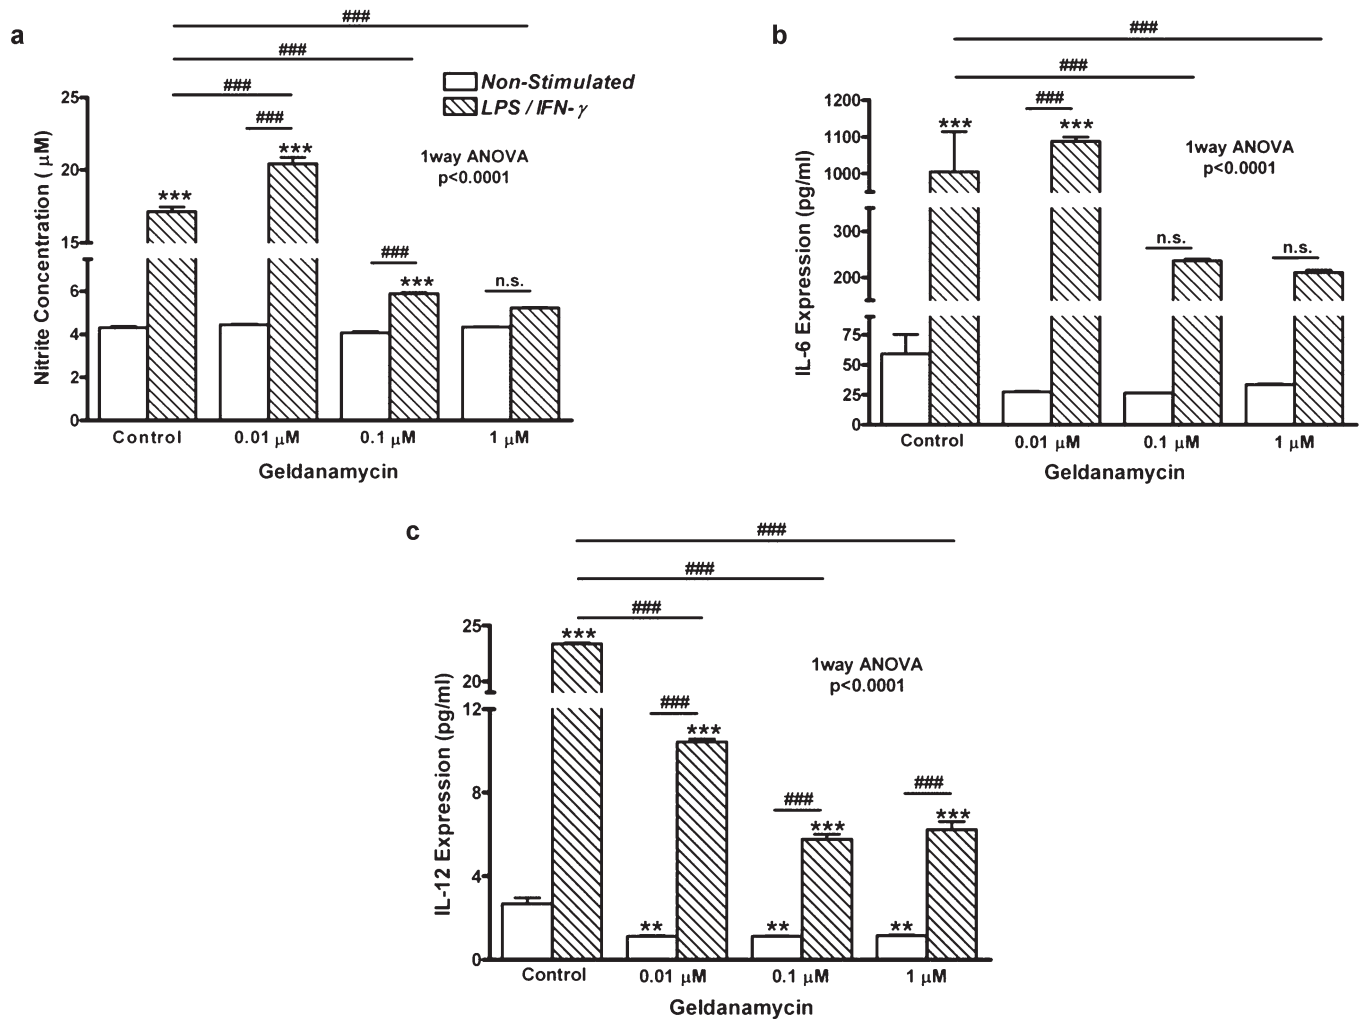 a
###
###
###
###
Non-Stimulated
LPS / IFN-γ
1way ANOVA
p<0.0001
***
***
###
***
n.s.
25
20
15
6
4
2
0
Nitrite Concentration ( μM)
Control
0.01 μM
0.1 μM
1 μM
Geldanamycin
b
###
###
###
***
***
1way ANOVA
p<0.0001
n.s.
n.s.
1200
1100
1000
300
200
75
50
25
0
IL-6 Expression (pg/ml)
Control
0.01 μM
0.1 μM
1 μM
Geldanamycin
c
###
###
###
***
1way ANOVA
p<0.0001
###
***
###
***
###
***
**
**
**
25
20
12
8
4
0
IL-12 Expression (pg/ml)
Control
0.01 μM
0.1 μM
1 μM
Geldanamycin